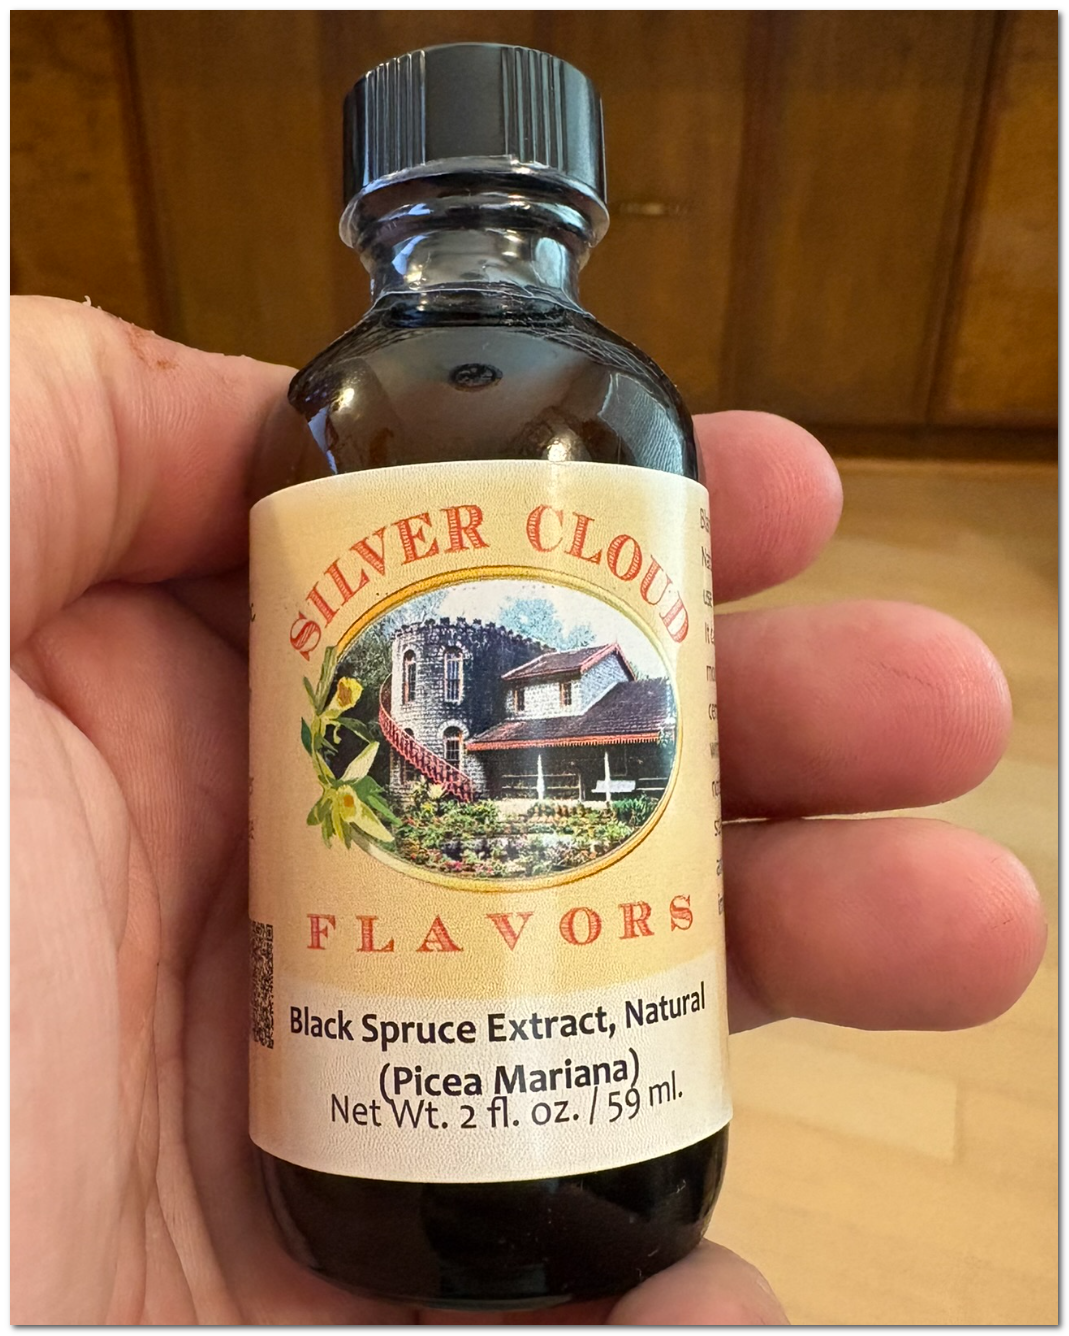 SILVER CLOUD
FLAVORS
Black Spruce Extract, Natural
(Picea Mariana)
Net Wt. 2 fl. oz. / 59 ml.